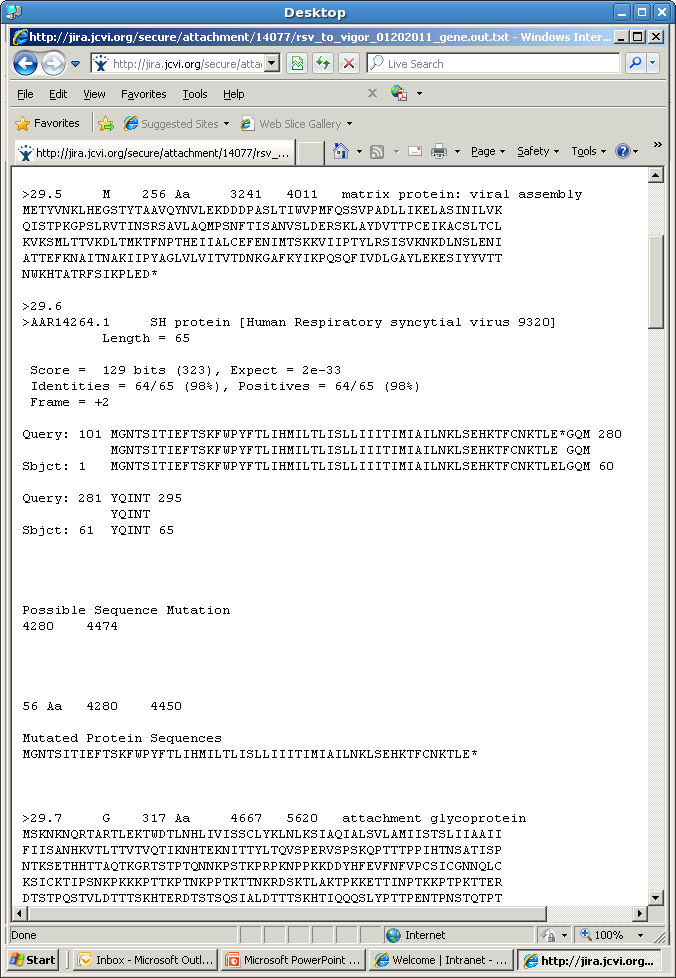 Desktop
http://jira.jcvi.org/secure/attachment/14077/rsv_to_vigor_01202011_gene.out.txt - Windows Inter...
http://jira.jcvi.org/secure/atta
Live Search
File Edit View Favorites Tools Help
Favorites Suggested Sites Web Slice Gallery
http://jira.jcvi.org/secure/attachment/14077/rsv_... Page Safety Tools »
>29.5 M 256 Aa 3241 4011 matrix protein: viral assembly
METYVNKLHEGSTYTAAVQYNVLEKDDDPASLTIWVPMFQSSVPADLLIKELASINILVK
QISTPKGPSLRVTINSRSAVLAQMPSNFTISANVSLDERSKLAYDVTTPCEIKACSLTCL
KVKSMLTTVKDLTMKTFNPTHEIIALCEFENIMTSKKVIIPTYLRSISVKNKDLNSLENI
ATTEFKNAITNAKIIPYAGLVLVITVTDNKGAFKYIKPQSQFIVDLGAYLEKESIYYVTT
NWKHTATRFSIKPLED*
>29.6
>AAR14264.1 SH protein [Human Respiratory syncytial virus 9320]
Length = 65
Score = 129 bits (323), Expect = 2e-33
Identities = 64/65 (98%), Positives = 64/65 (98%)
Frame = +2
Query: 101 MGNTSITIEFTSKFWPYFTLIHMILTLISLLIIITIMIAILNKLSEHKTFCNKTLE*GQM 280
MGNTSITIEFTSKFWPYFTLIHMILTLISLLIIITIMIAILNKLSEHKTFCNKTLE GQM
Sbjct: 1 MGNTSITIEFTSKFWPYFTLIHMILTLISLLIIITIMIAILNKLSEHKTFCNKTLELGQM 60
Query: 281 YQINT 295
YQINT
Sbjct: 61 YQINT 65
Possible Sequence Mutation
4280 4474
56 Aa 4280 4450
Mutated Protein Sequences
MGNTSITIEFTSKFWPYFTLIHMILTLISLLIIITIMIAILNKLSEHKTFCNKTLE*
>29.7 G 317 Aa 4667 5620 attachment glycoprotein
MSKNKNQRTARTLEKTWDTLNHLIVISSCLYKLNLKSIAQIALSVLAMIISTSLIIAAII
FIISANHKVTLTTVTVQTIKNHTEKNITTYLTQVSPERVSPSKQPTTTPPIHTNSATISP
NTKSETHHTTAQTKGRTSTPTQNNKPSTKPRPKNPPKKDDYHFEVFNFVPCSICGNNQLC
KSICKTIPSNKPKKKPTTKPTNKPPTKTTNKRDSKTLAKTPKKETTINPTKKPTPKTTER
DTSTPQSTVLDTTTSKHTERDTSTSQSIALDTTTSKHTIQQQSLYPTTPENTPNSTQTPT
Done Internet 100%
Start Inbox - Microsoft Outl... Microsoft PowerPoint ... Welcome | Intranet - ... http://jira.jcvi.org...